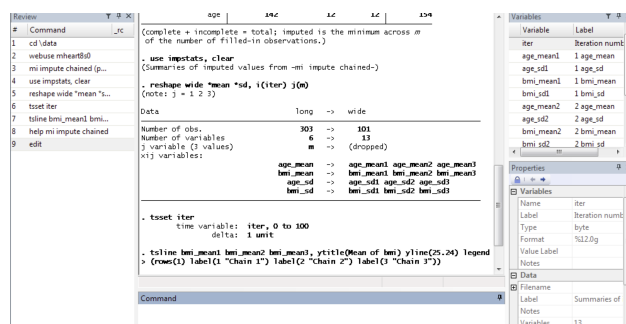 Review
# Command _rc
1 cd \data
2 webuse mheart8s0
3 mi impute chained (p...
4 use impstats, clear
5 reshape wide *mean *s...
6 tsset iter
7 tsline bmi_mean1 bmi...
8 help mi impute chained
9 edit
age 142 12 12 154
(complete + incomplete = total; imputed is the minimum across m
of the number of filled-in observations.)
. use impstats, clear
(Summaries of imputed values from -mi impute chained-)
. reshape wide *mean *sd, i(iter) j(m)
(note: j = 1 2 3)
Data long -> wide
Number of obs. 303 -> 101
Number of variables 6 -> 13
j variable (3 values) m -> (dropped)
xij variables:
age_mean -> age_mean1 age_mean2 age_mean3
bmi_mean -> bmi_mean1 bmi_mean2 bmi_mean3
age_sd -> age_sd1 age_sd2 age_sd3
bmi_sd -> bmi_sd1 bmi_sd2 bmi_sd3
. tsset iter
time variable: iter, 0 to 100
delta: 1 unit
. tsline bmi_mean1 bmi_mean2 bmi_mean3, ytitle(Mean of bmi) yline(25.24) legend
> (rows(1) label(1 "Chain 1") label(2 "Chain 2") label(3 "Chain 3"))
Command
Variables
Variable Label
iter Iteration numb
age_mean1 1 age_mean
age_sd1 1 age_sd
bmi_mean1 1 bmi_mean
bmi_sd1 1 bmi_sd
age_mean2 2 age_mean
age_sd2 2 age_sd
bmi_mean2 2 bmi_mean
bmi_sd2 2 bmi_sd
Properties
Variables
Name iter
Label Iteration numb
Type byte
Format %12.0g
Value Label
Notes
Data
Filename
Label Summaries of
Notes
Variables 13